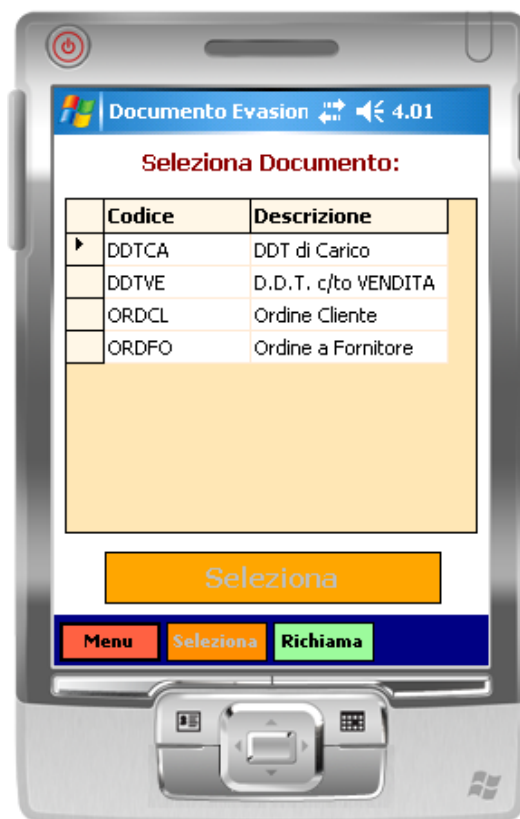 Documento Evasion 4.01
Seleziona Documento:
Codice Descrizione
DDTCA DDT di Carico
DDTVE D.D.T. c/to VENDITA
ORDCL Ordine Cliente
ORDFO Ordine a Fornitore
Seleziona
Menu Seleziona Richiama